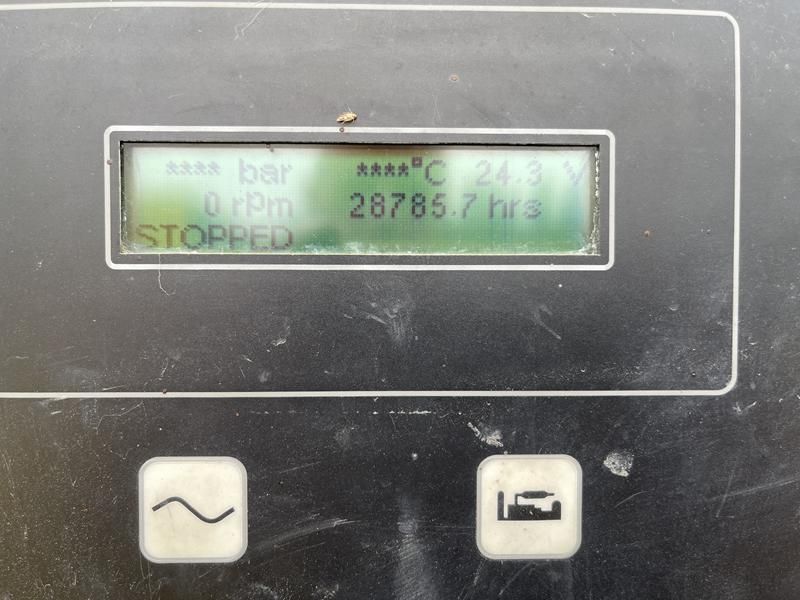 **** bar ****°C 24.3 V
0 rpm 28785.7 hrs
STOPPED